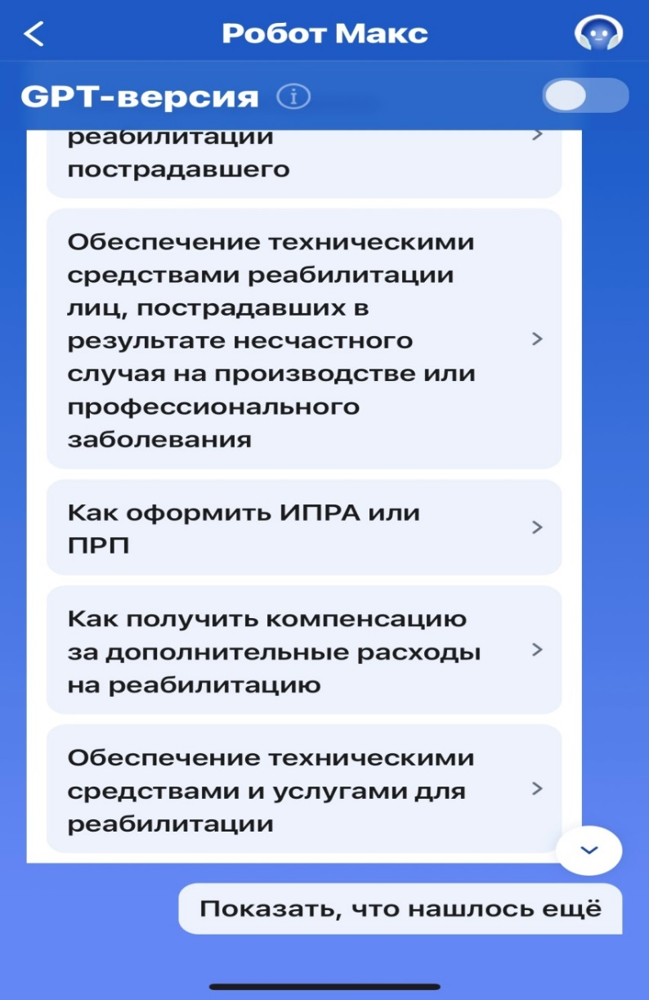 Робот Макс
GPT-версия
реабилитации
пострадавшего
Обеспечение техническими
средствами реабилитации
лиц, пострадавших в
результате несчастного
случая на производстве или
профессионального
заболевания
Как оформить ИПРА или
ПРП
Как получить компенсацию
за дополнительные расходы
на реабилитацию
Обеспечение техническими
средствами и услугами для
реабилитации
Показать, что нашлось ещё